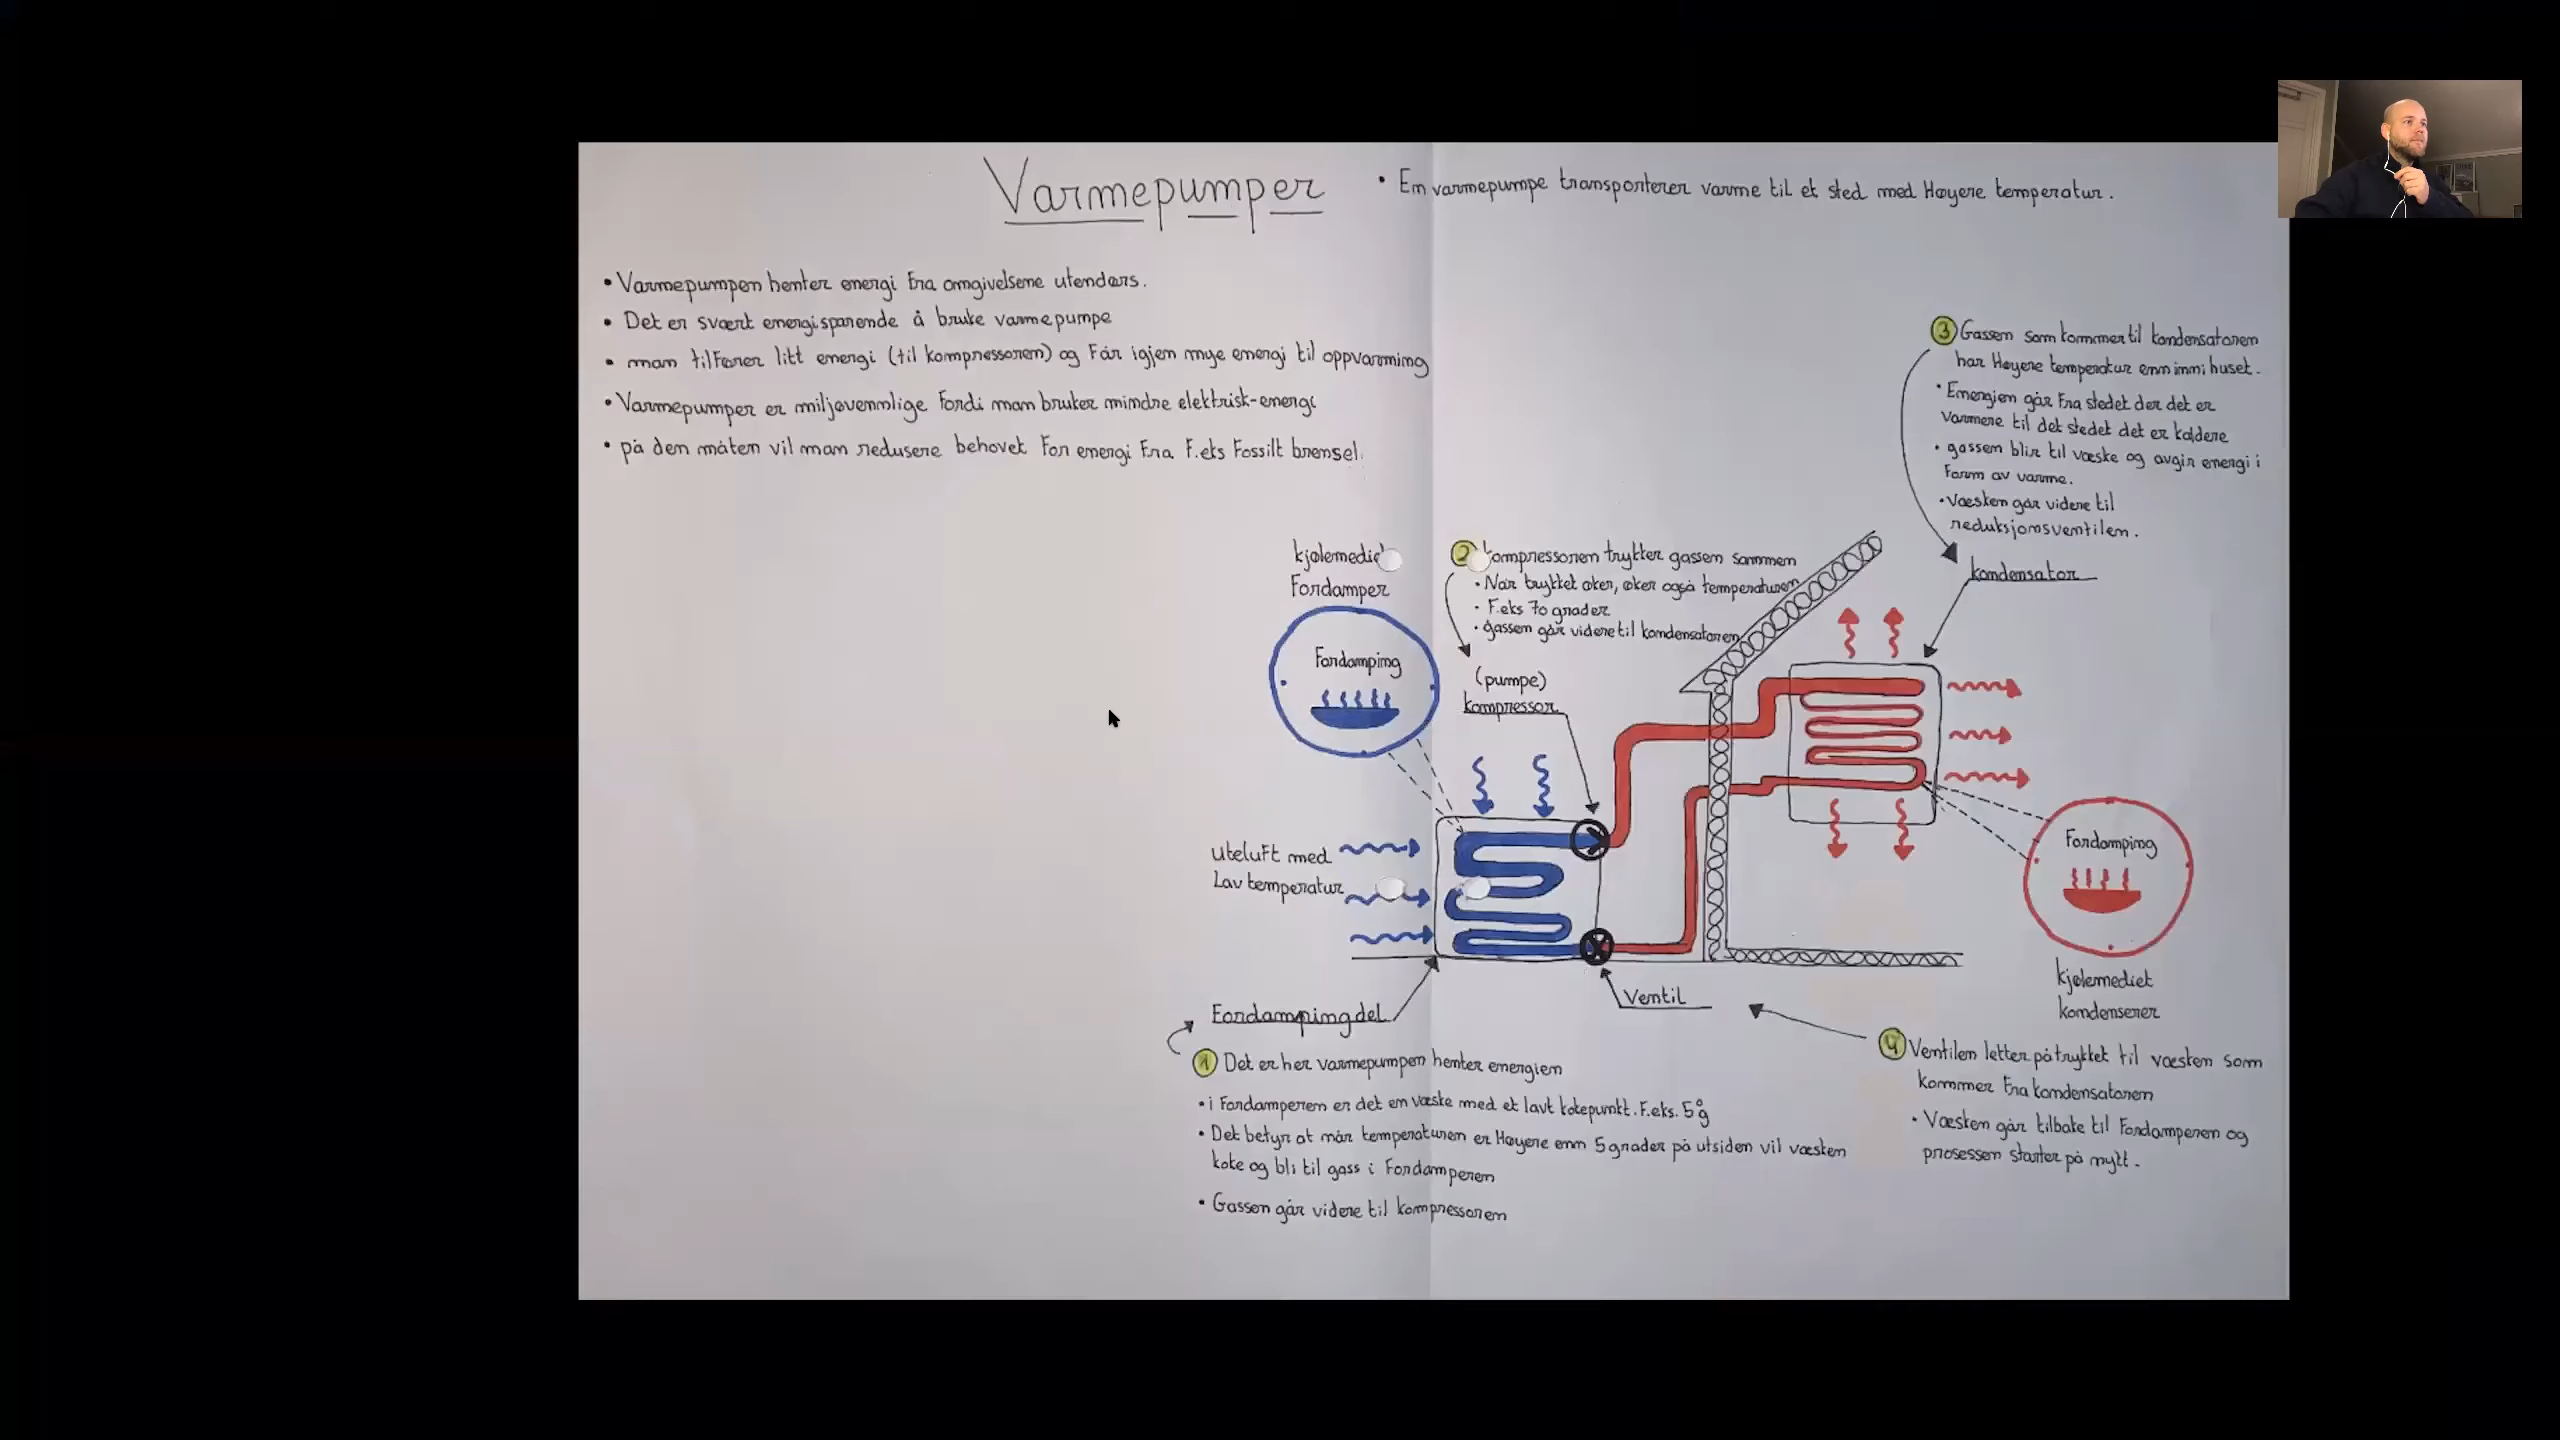 Varmepumper
• En varmepumpe transporterer varme til et sted med Høyere temperatur.
• Varmepumpen henter energi Fra omgivelsene utendørs.
• Det er svært energisparende å bruke varmepumpe
• man tilFører litt energi (til kompressoren) og Får igjen mye energi til oppvarming
• Varmepumper er miljøvennlige Fordi man bruker mindre elektrisk-energi
• på den måten vil man redusere behovet For energi Fra F.eks Fossilt brensel.
3 Gassen som kommer til kondensatoren
har Høyere temperatur enn inni huset.
• Energien går Fra stedet der det er
varmere til det stedet det er kaldere
• gassen blir til væske og avgir energi i
Form av varme.
• Væsken går videre til
reduksjonsventilen.
kondensator
kjølemediet
Fordamper
Fordamping
2 kompressoren trykker gassen sammen
• Når trykket øker, øker også temperaturen
• F.eks 70 grader
• gassen går videre til kondensatoren
(pumpe)
kompressor
uteluft med
Lav temperatur
Fordamping
kjølemediet
kondenserer
Ventil
Fordampingdel
1 Det er her varmepumpen henter energien
• i Fordamperen er det en væske med et lavt kokepunkt. F.eks. 5°g
• Det betyr at når temperaturen er Høyere enn 5 grader på utsiden vil væsken
koke og bli til gass i Fordamperen
• Gassen går videre til kompressoren
4 Ventilen letter på trykket til væsken som
kommer Fra kondensatoren
• Væsken går tilbake til Fordamperen og
prosessen starter på nytt.